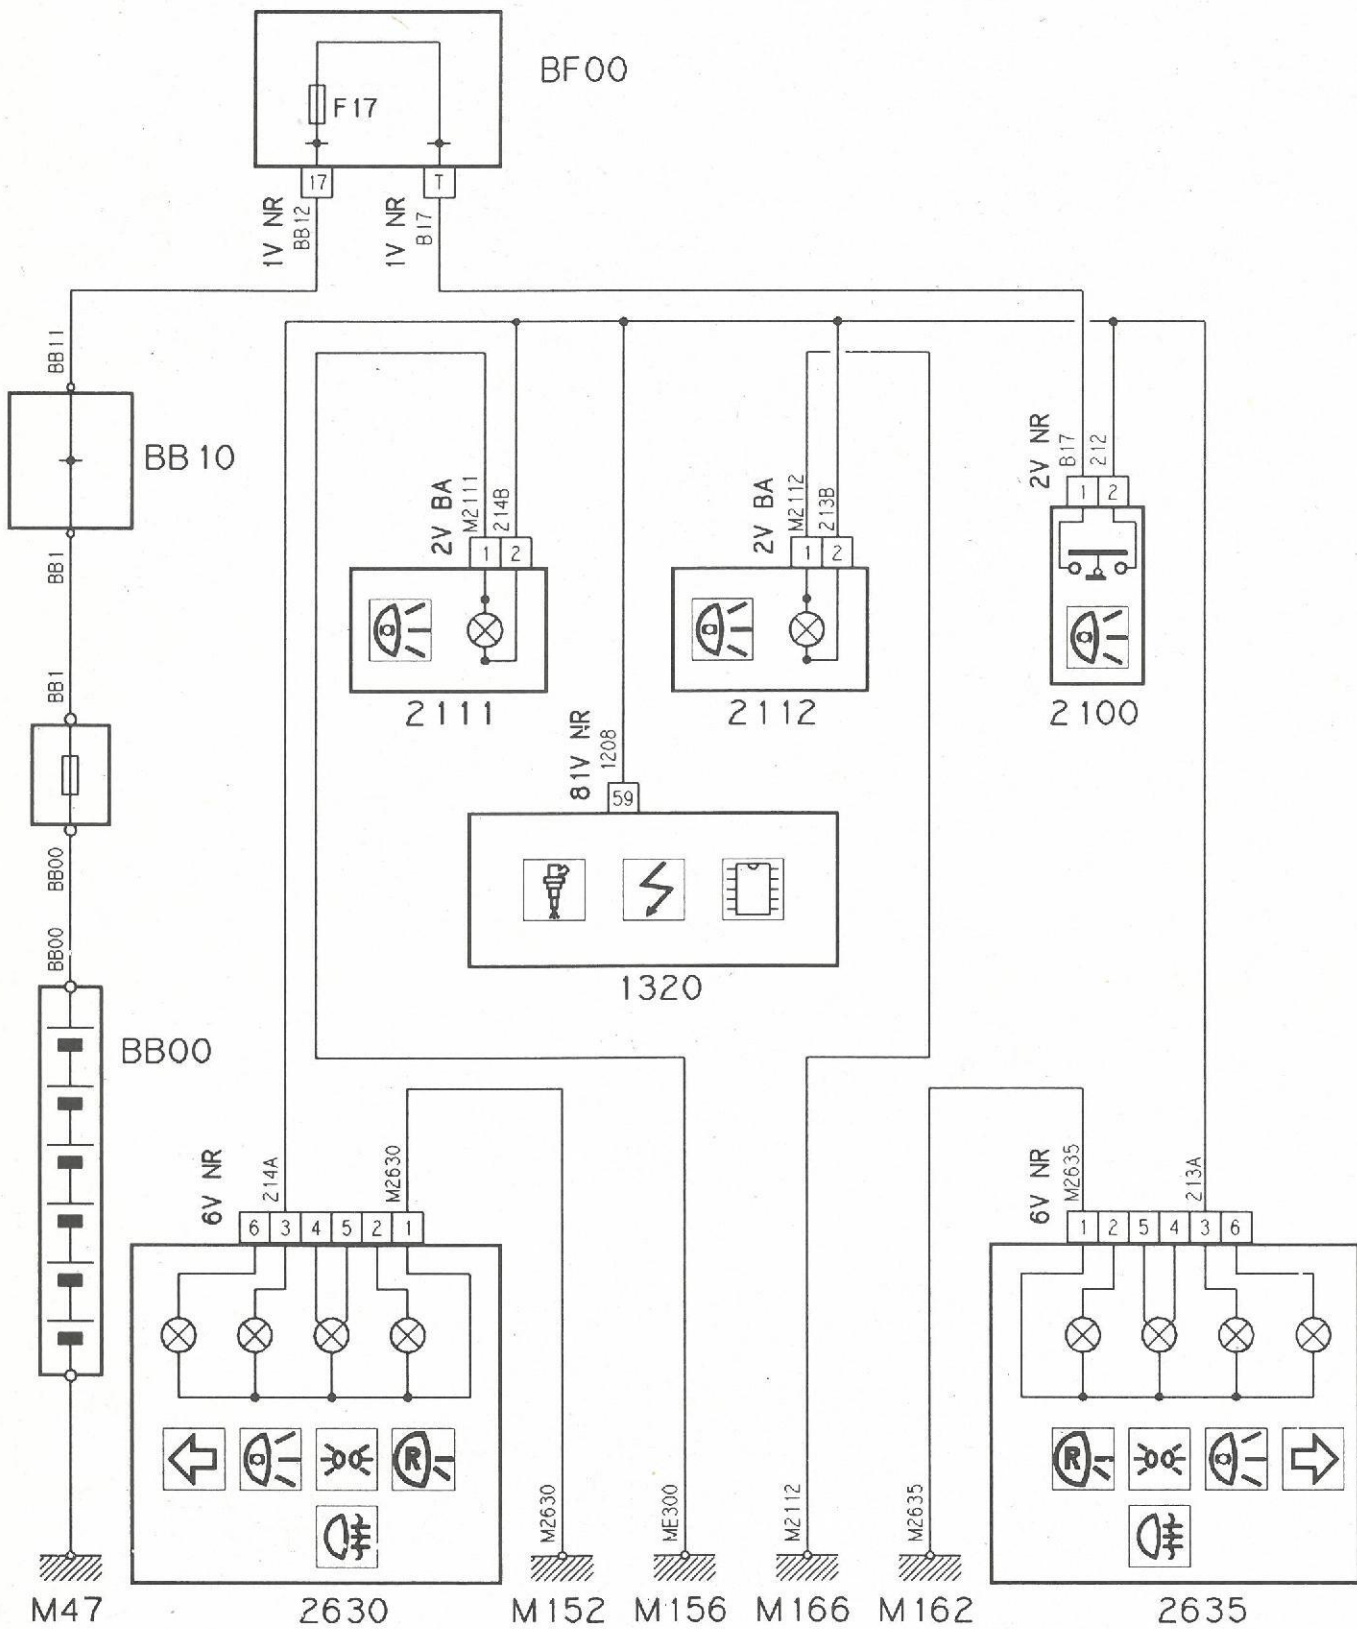 BF00
F17
17
T
1V NR
BB12
1V NR
B17
BB11
BB10
BB1
2V BA
M2111
214B
1 2
2111
2V BA
M2112
213B
1 2
2112
2V NR
B17
212
1 2
2100
BB1
81V NR
1208
59
1320
BB00
BB00
BB00
6V NR
214A
M2630
6 3 4 5 2 1
R
2630
6V NR
M2635
213A
1 2 5 4 3 6
R
2635
M2630
ME300
M2112
M2635
M47
M152
M156
M166
M162